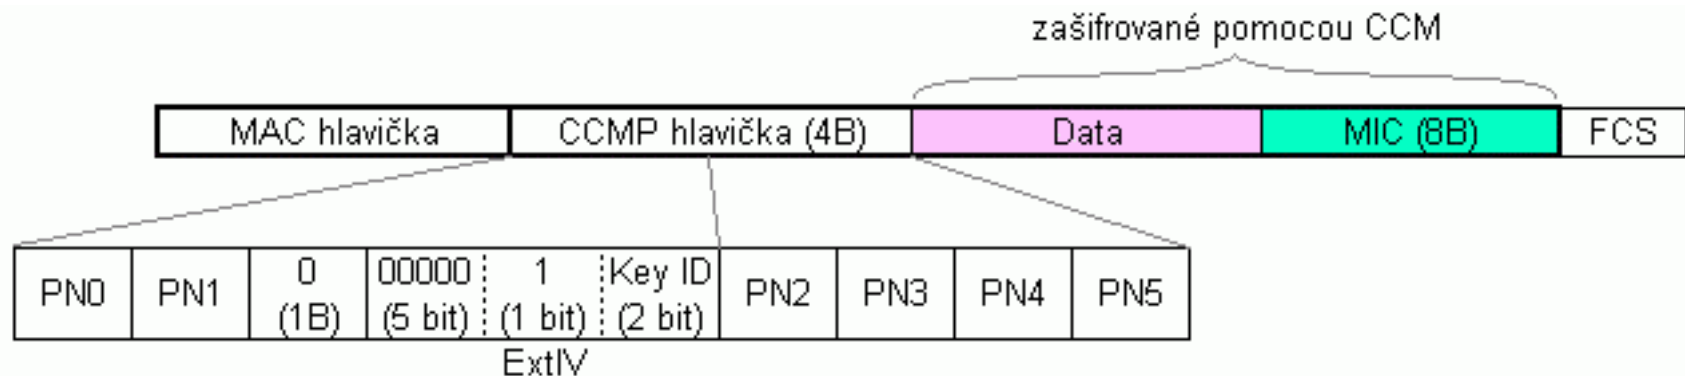 zašifrované pomocou CCM
MAC hlavička CCMP hlavička (4B) Data MIC (8B) FCS
PN0 PN1 0 00000 1 Key ID PN2 PN3 PN4 PN5
(1B) (5 bit) (1 bit) (2 bit)
ExtIV